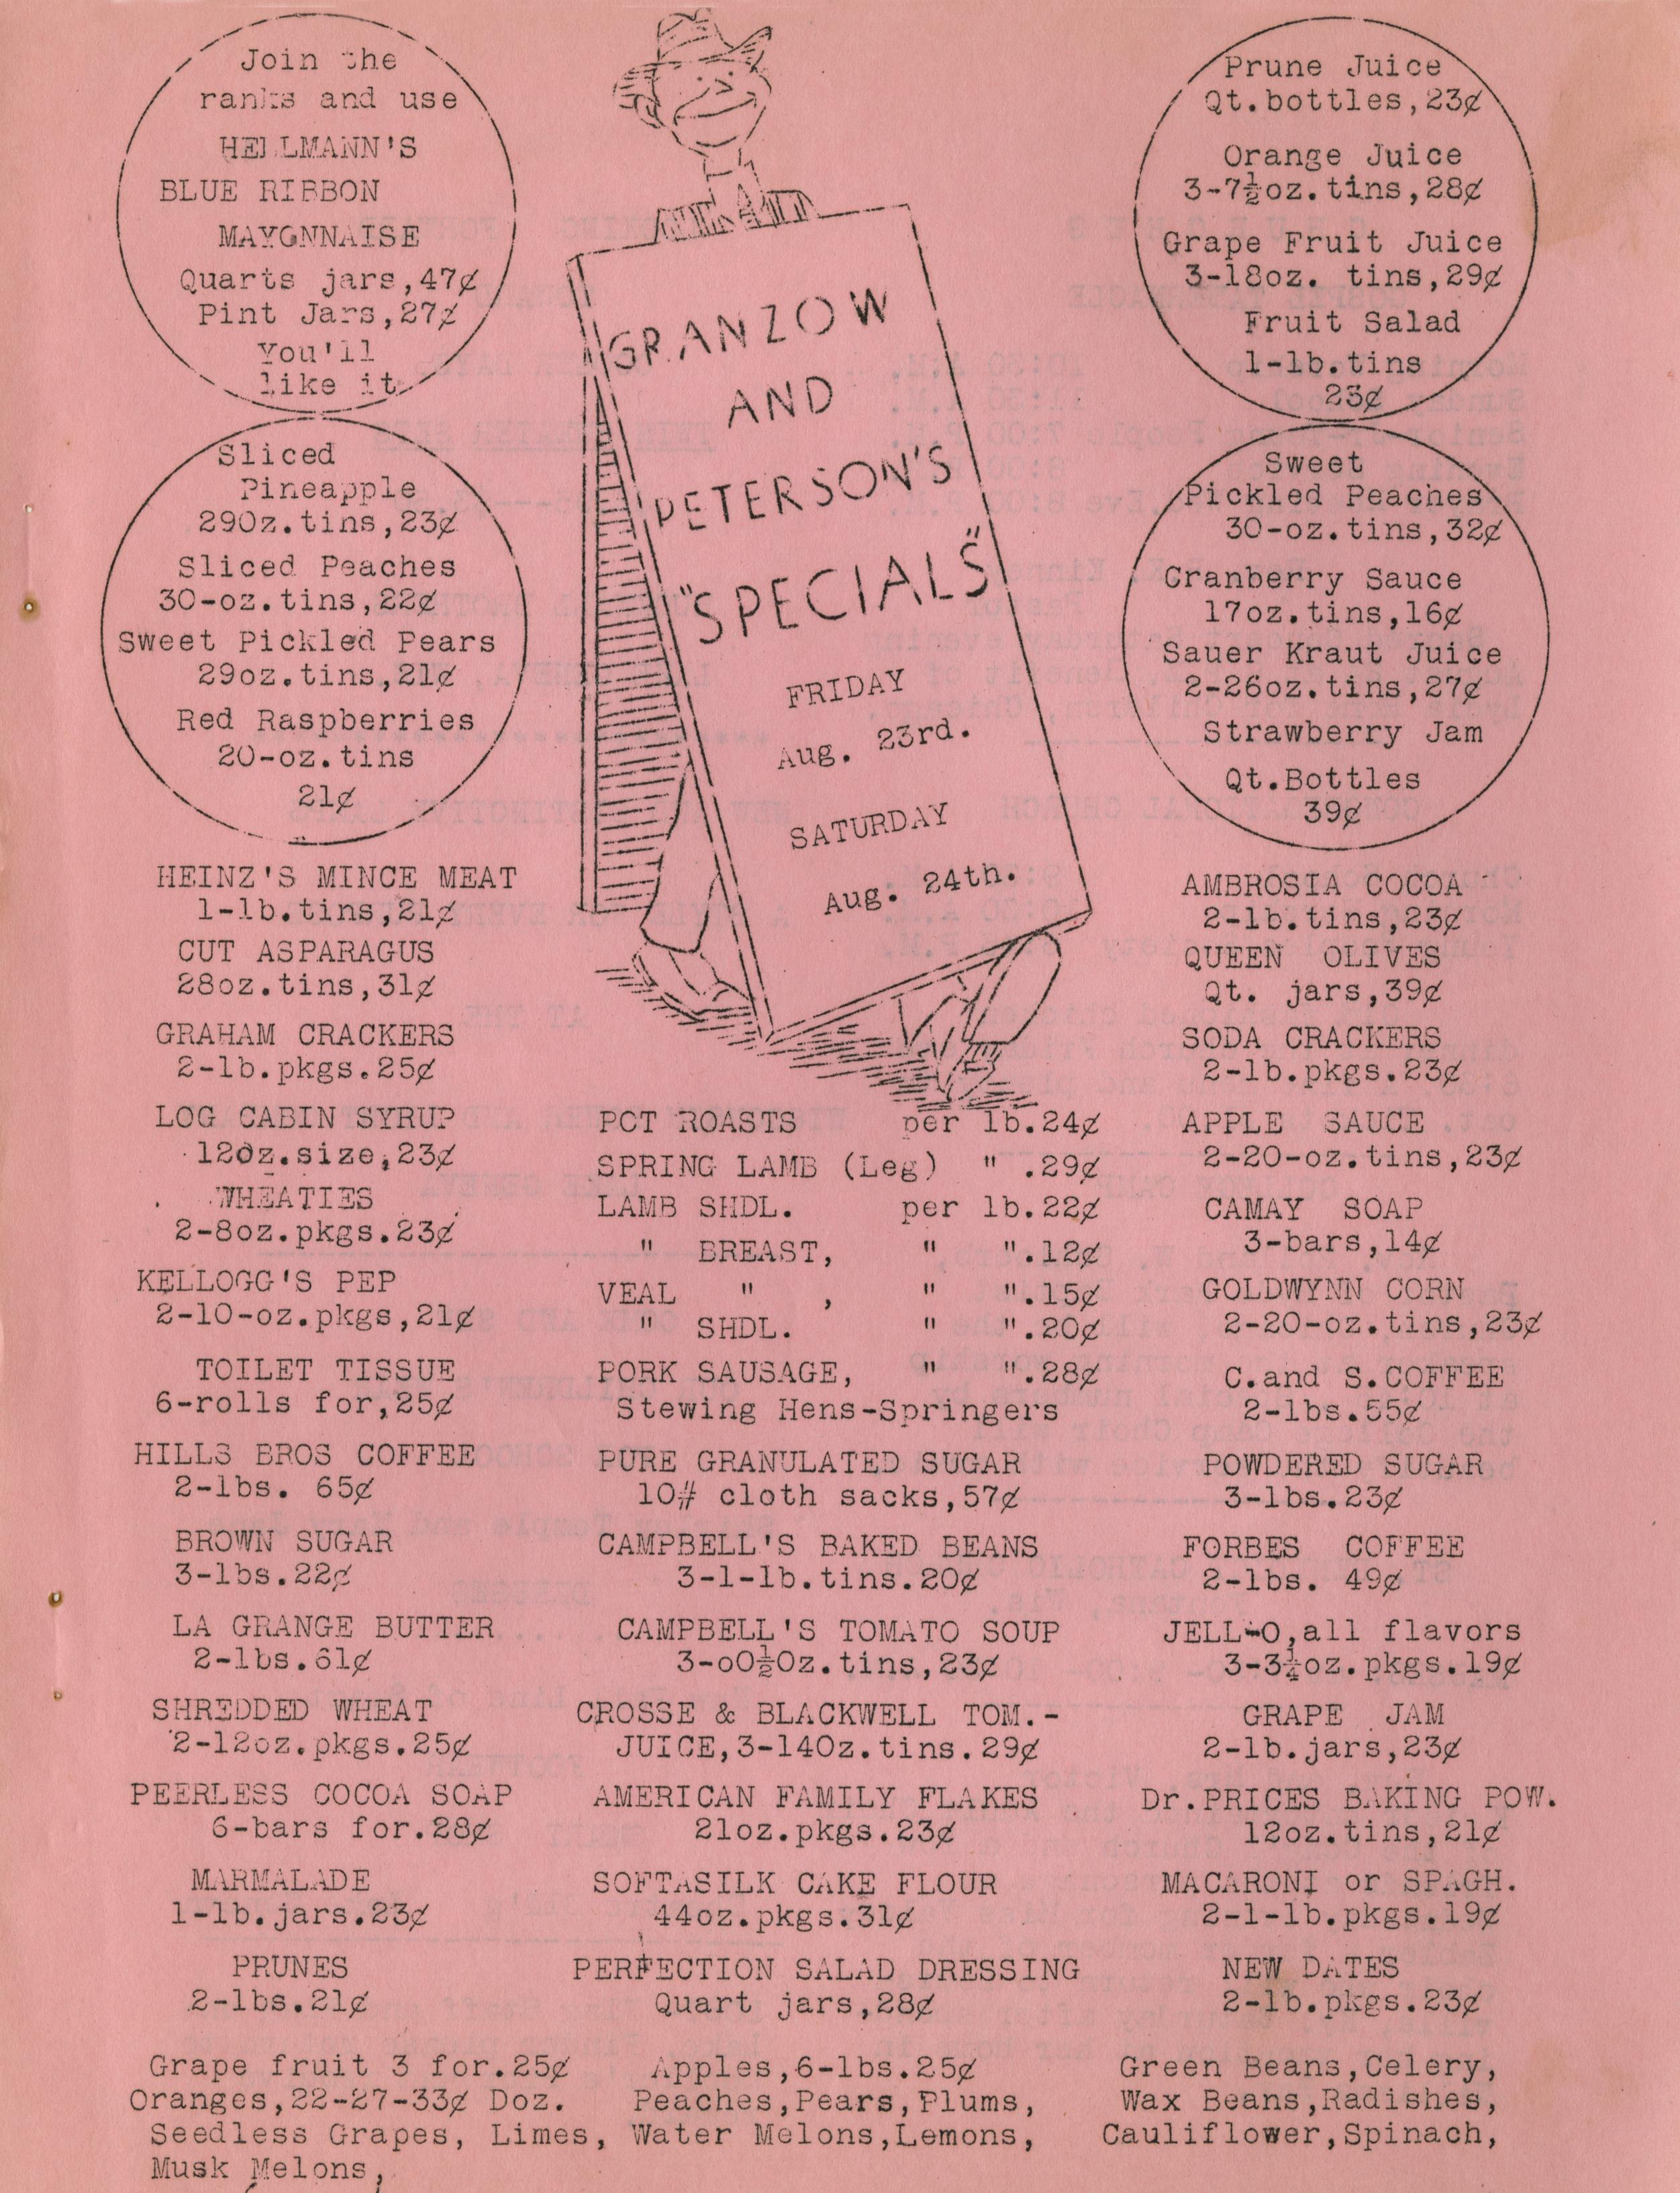 Join the
ranks and use
HELLMANN'S
BLUE RIBBON
MAYONNAISE
Quarts jars,47¢
Pint Jars,27¢
You'll
like it
Sliced
Pineapple
29Oz.tins,23¢
Sliced Peaches
30-oz.tins,22¢
Sweet Pickled Pears
29oz.tins,21¢
Red Raspberries
20-oz.tins
21¢
GRANZOW
AND
PETERSON'S
"SPECIALS"
FRIDAY
Aug. 23rd.
SATURDAY
Aug. 24th.
Prune Juice
Qt.bottles,23¢
Orange Juice
3-7½oz.tins,28¢
Grape Fruit Juice
3-18oz. tins,29¢
Fruit Salad
1-lb.tins
23¢
Sweet
Pickled Peaches
30-oz.tins,32¢
Cranberry Sauce
17oz.tins,16¢
Sauer Kraut Juice
2-26oz.tins,27¢
Strawberry Jam
Qt.Bottles
39¢
HEINZ'S MINCE MEAT
1-lb.tins,21¢
CUT ASPARAGUS
28oz.tins,31¢
GRAHAM CRACKERS
2-lb.pkgs.25¢
LOG CABIN SYRUP
12oz.size,23¢
WHEATIES
2-8oz.pkgs.23¢
KELLOGG'S PEP
2-10-oz.pkgs,21¢
TOILET TISSUE
6-rolls for,25¢
HILLS BROS COFFEE
2-lbs. 65¢
BROWN SUGAR
3-lbs.22¢
LA GRANGE BUTTER
2-lbs.61¢
SHREDDED WHEAT
2-12oz.pkgs.25¢
PEERLESS COCOA SOAP
6-bars for.28¢
MARMALADE
1-lb.jars.23¢
PRUNES
2-lbs.21¢
POT ROASTS per lb.24¢
SPRING LAMB (Leg) " .29¢
LAMB SHDL. per lb.22¢
" BREAST, " ".12¢
VEAL " , " ".15¢
" SHDL. " ".20¢
PORK SAUSAGE, " ".28¢
Stewing Hens-Springers
PURE GRANULATED SUGAR
10# cloth sacks,57¢
CAMPBELL'S BAKED BEANS
3-1-lb.tins.20¢
CAMPBELL'S TOMATO SOUP
3-o0½Oz.tins,23¢
CROSSE & BLACKWELL TOM.-
JUICE,3-14Oz.tins.29¢
AMERICAN FAMILY FLAKES
21oz.pkgs.23¢
SOFTASILK CAKE FLOUR
44oz.pkgs.31¢
PERFECTION SALAD DRESSING
Quart jars,28¢
AMBROSIA COCOA
2-lb.tins,23¢
QUEEN OLIVES
Qt. jars,39¢
SODA CRACKERS
2-lb.pkgs.23¢
APPLE SAUCE
2-20-oz.tins,23¢
CAMAY SOAP
3-bars,14¢
GOLDWYNN CORN
2-20-oz.tins,23¢
C.and S.COFFEE
2-lbs.55¢
POWDERED SUGAR
3-lbs.23¢
FORBES COFFEE
2-lbs. 49¢
JELL-O,all flavors
3-3¼oz.pkgs.19¢
GRAPE JAM
2-lb.jars,23¢
Dr.PRICES BAKING POW.
12oz.tins,21¢
MACARONI or SPAGH.
2-1-lb.pkgs.19¢
NEW DATES
2-lb.pkgs.23¢
Grape fruit 3 for.25¢
Oranges,22-27-33¢ Doz.
Seedless Grapes, Limes,
Musk Melons,
Apples,6-lbs.25¢
Peaches,Pears,Plums,
Water Melons,Lemons,
Green Beans,Celery,
Wax Beans,Radishes,
Cauliflower,Spinach,